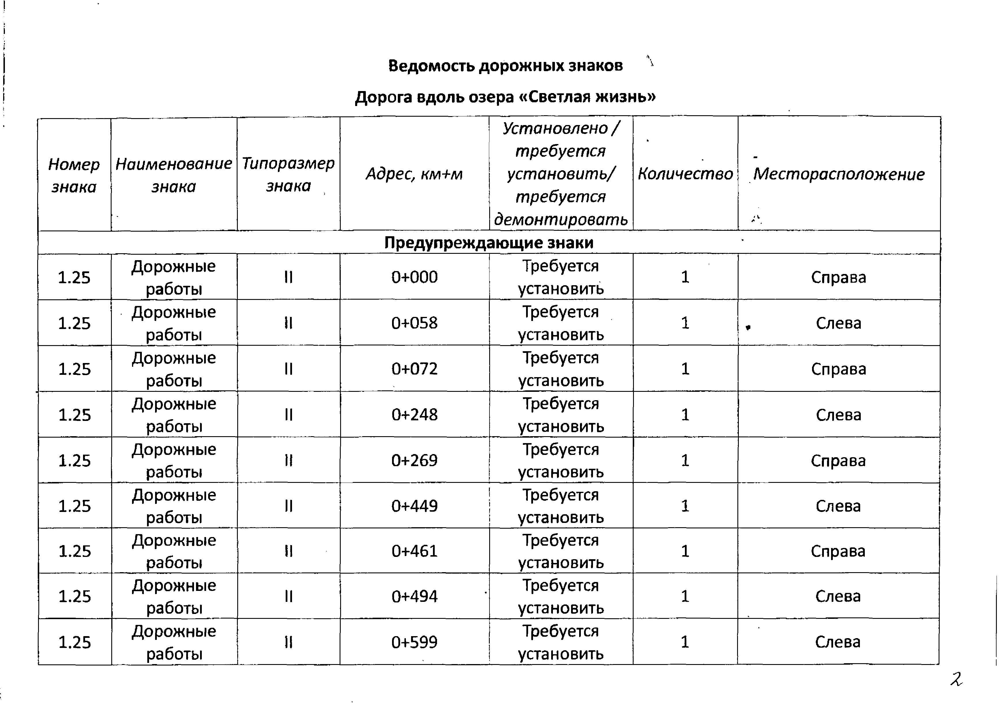 Ведомость дорожных знаков
Дорога вдоль озера «Светлая жизнь»
Номер знака Наименование знака Типоразмер знака Адрес, км+м Установлено / требуется установить/ требуется демонтировать Количество Месторасположение
Предупреждающие знаки
1.25 Дорожные работы II 0+000 Требуется установить 1 Справа
1.25 Дорожные работы II 0+058 Требуется установить 1 Слева
1.25 Дорожные работы II 0+072 Требуется установить 1 Справа
1.25 Дорожные работы II 0+248 Требуется установить 1 Слева
1.25 Дорожные работы II 0+269 Требуется установить 1 Справа
1.25 Дорожные работы II 0+449 Требуется установить 1 Слева
1.25 Дорожные работы II 0+461 Требуется установить 1 Справа
1.25 Дорожные работы II 0+494 Требуется установить 1 Слева
1.25 Дорожные работы II 0+599 Требуется установить 1 Слева
2